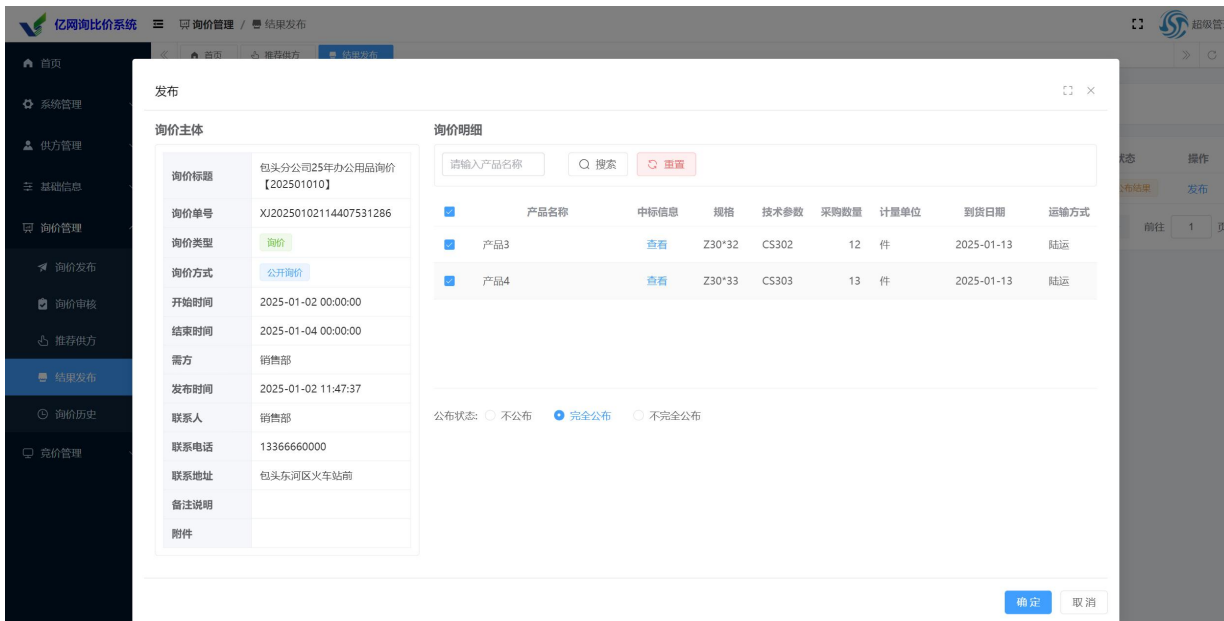 亿网询比价系统 询价管理 / 结果发布 超级管
首页 推荐供方 结果发布
首页
系统管理
供方管理
基础信息
询价管理
询价发布
询价审核
推荐供方
结果发布
询价历史
竞价管理
发布
询价主体
询价标题 包头分公司25年办公用品询价【202501010】
询价单号 XJ20250102114407531286
询价类型 询价
询价方式 公开询价
开始时间 2025-01-02 00:00:00
结束时间 2025-01-04 00:00:00
需方 销售部
发布时间 2025-01-02 11:47:37
联系人 销售部
联系电话 13366660000
联系地址 包头东河区火车站前
备注说明
附件
询价明细
请输入产品名称 搜索 重置
产品名称 中标信息 规格 技术参数 采购数量 计量单位 到货日期 运输方式
产品3 查看 Z30*32 CS302 12 件 2025-01-13 陆运
产品4 查看 Z30*33 CS303 13 件 2025-01-13 陆运
公布状态: 不公布 完全公布 不完全公布
确定 取消
状态 操作
公布结果 发布
前往 1 页